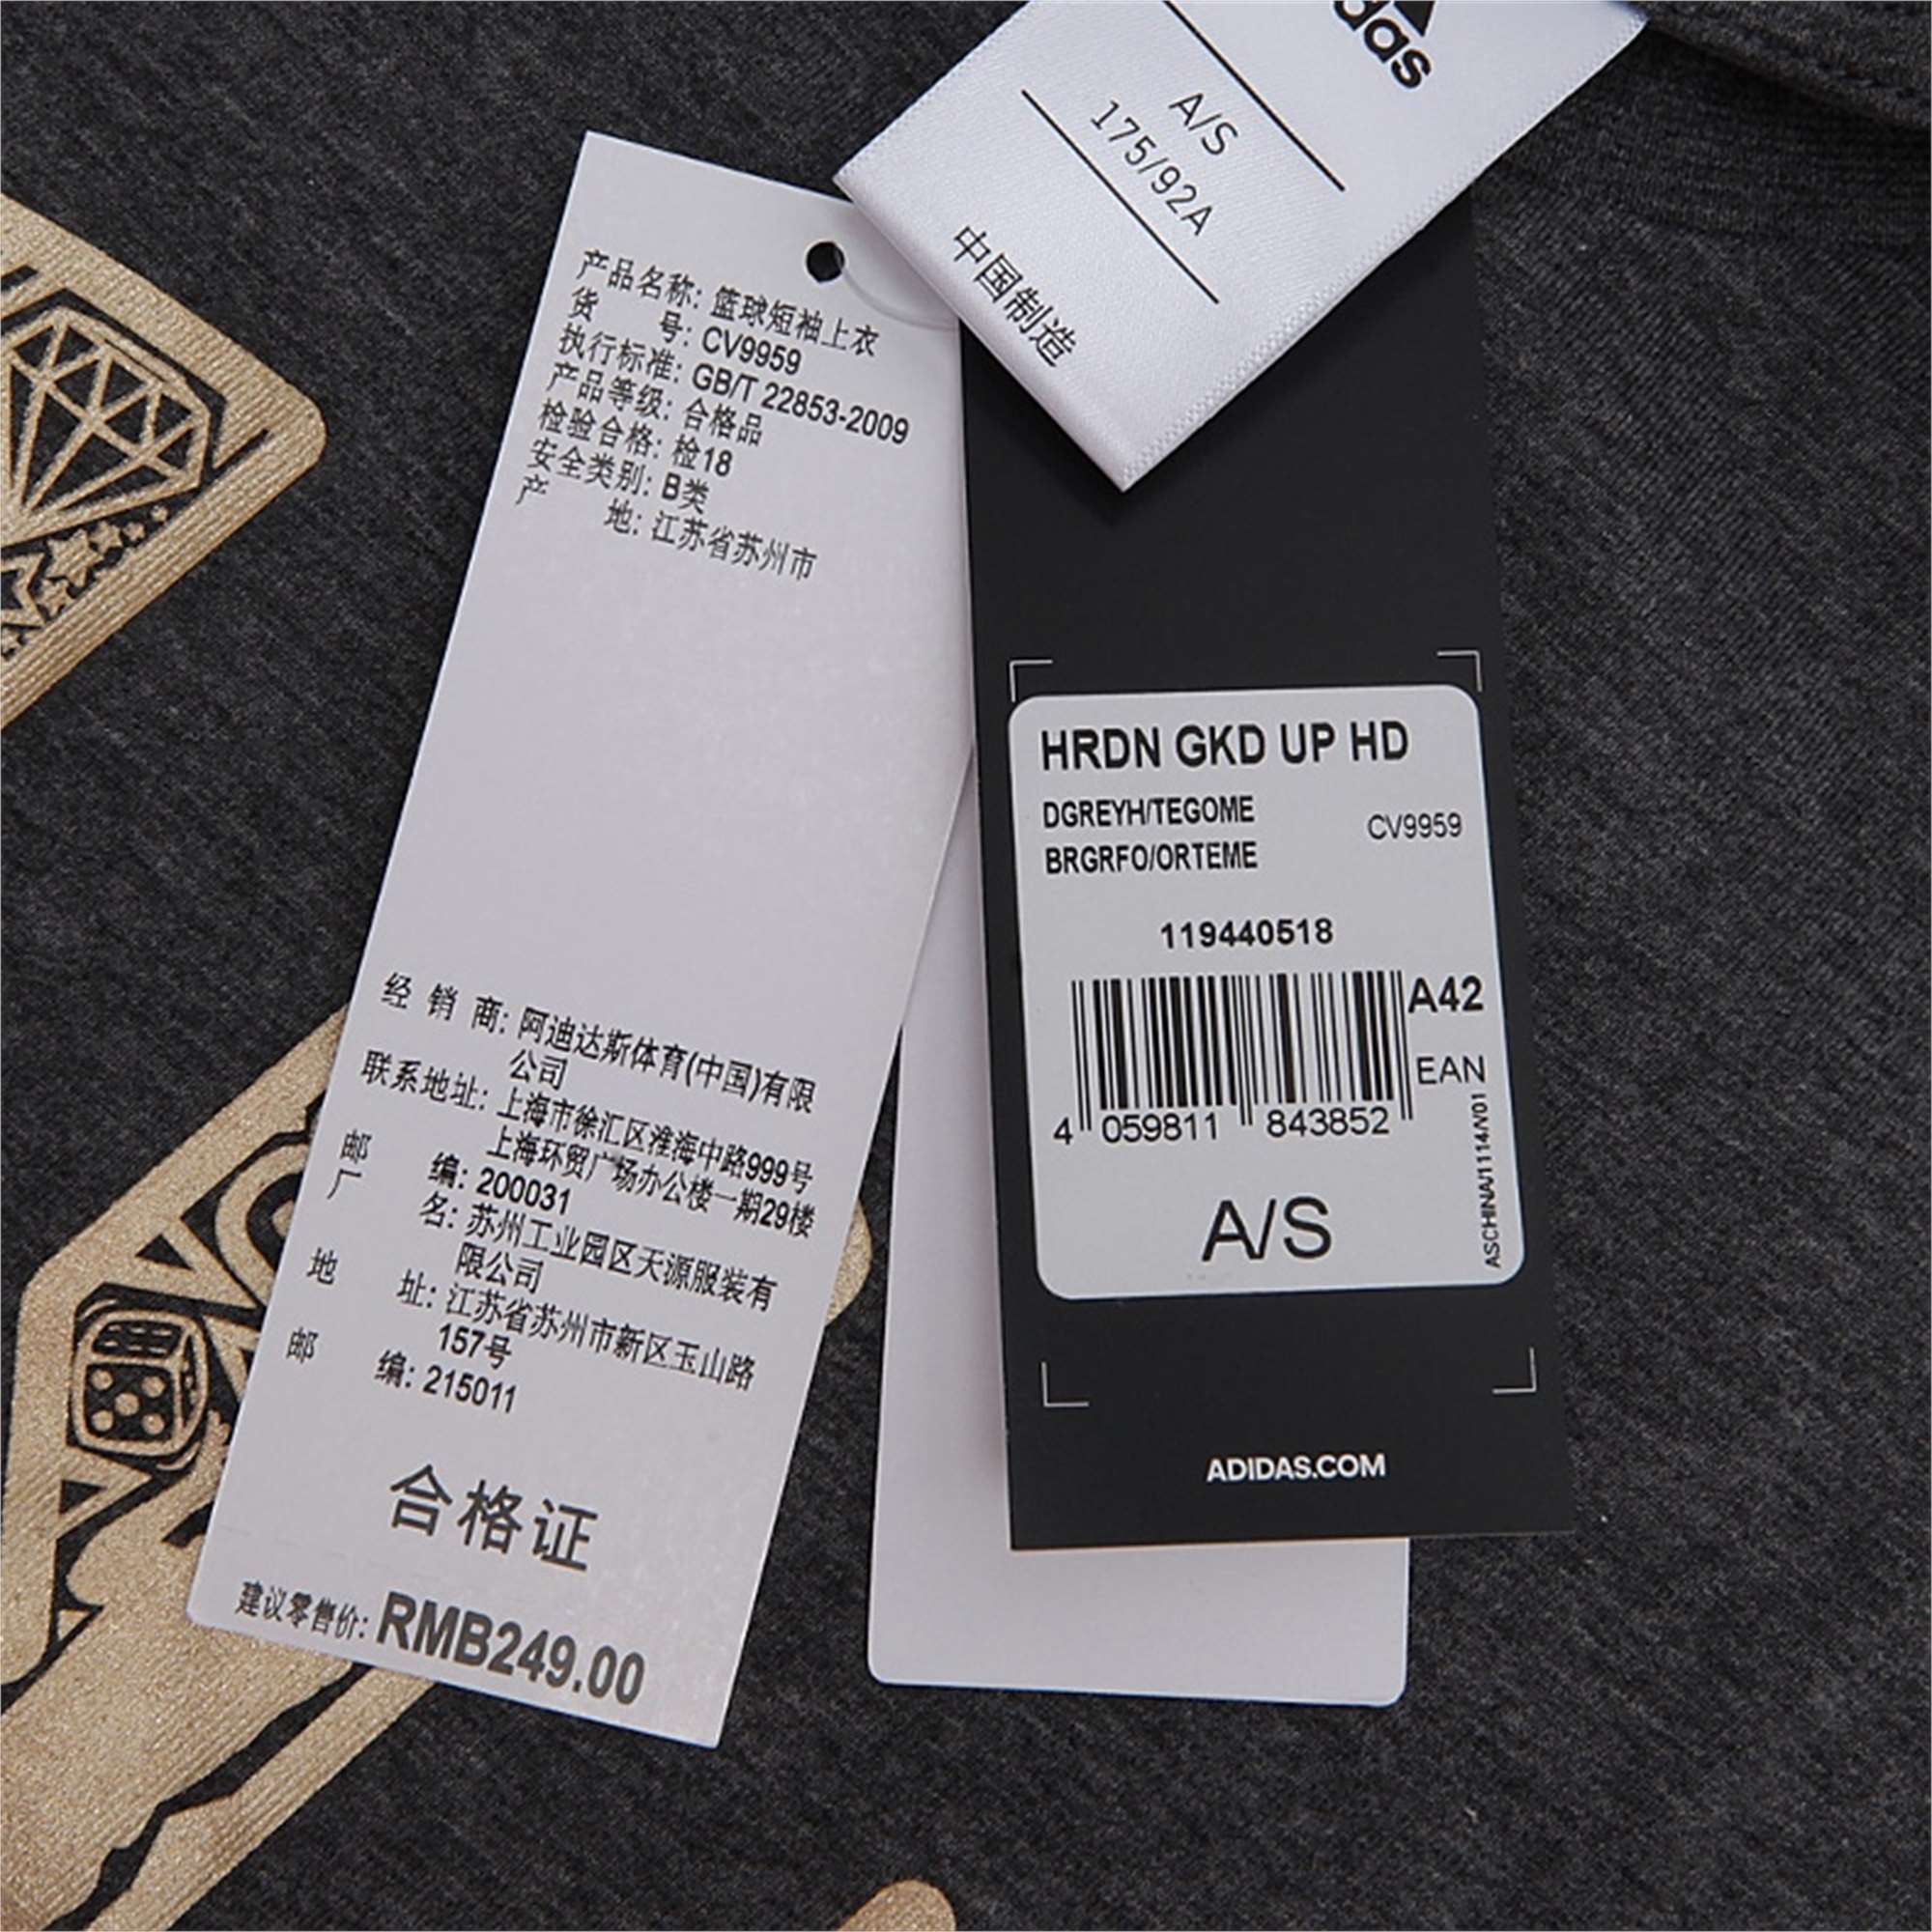 das
A/S
175/92A
中国制造
产品名称: 篮球短袖上衣
货 号: CV9959
执行标准: GB/T 22853-2009
产品等级: 合格品
检验合格: 检18
安全类别: B类
产 地: 江苏省苏州市
经 销 商: 阿迪达斯体育(中国)有限
公司
联系地址: 上海市徐汇区淮海中路999号
上海环贸广场办公楼一期29楼
邮 编: 200031
厂 名: 苏州工业园区天源服装有
限公司
地 址: 江苏省苏州市新区玉山路
157号
邮 编: 215011
合格证
建议零售价: RMB249.00
HRDN GKD UP HD
DGREYH/TEGOME
BRGRFO/ORTEME
CV9959
119440518
A42
EAN
4 059811 843852
A/S
ASCHINA/1114/V01
ADIDAS.COM